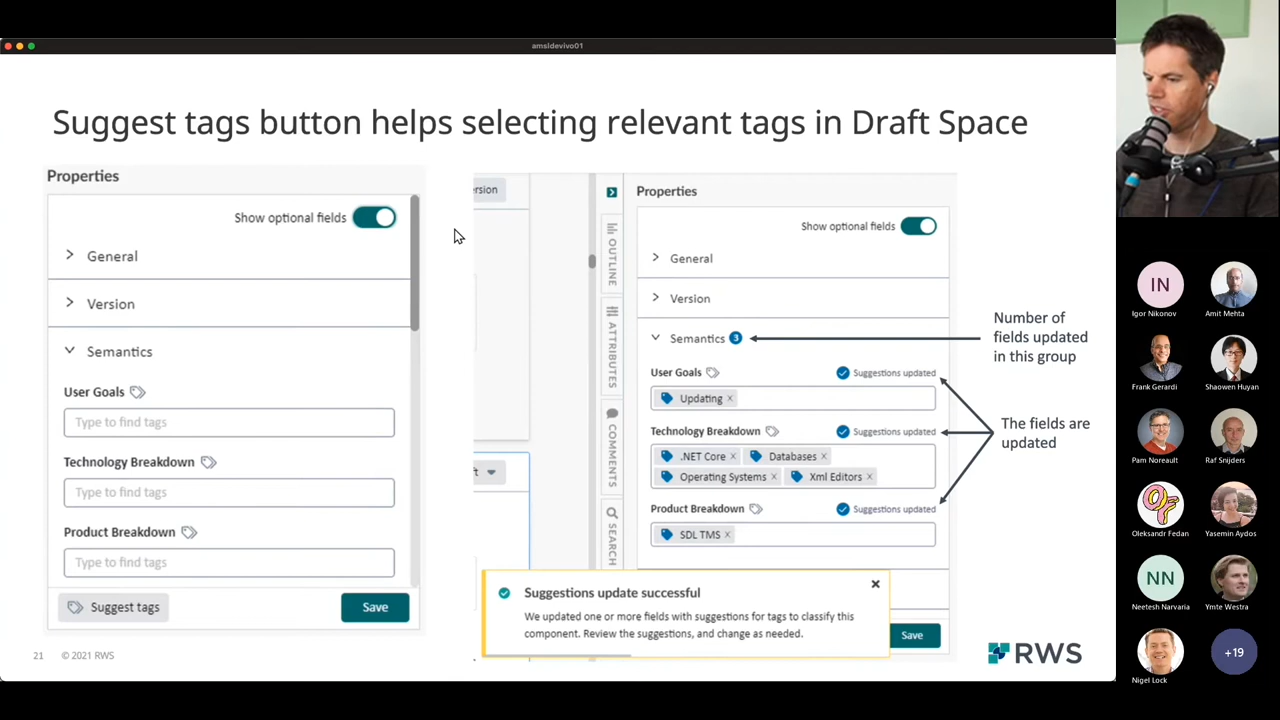 amsldevivo01
Suggest tags button helps selecting relevant tags in Draft Space
Properties
Show optional fields
General
Version
Semantics
User Goals
Type to find tags
Technology Breakdown
Type to find tags
Product Breakdown
Type to find tags
Suggest tags
Save
ersion
OUTLINE
ATTRIBUTES
COMMENTS
SEARCH
Properties
Show optional fields
General
Version
Semantics 3
User Goals
Suggestions updated
Updating ×
Technology Breakdown
Suggestions updated
.NET Core × Databases ×
Operating Systems × Xml Editors ×
Product Breakdown
Suggestions updated
SDL TMS ×
Suggestions update successful
We updated one or more fields with suggestions for tags to classify this
component. Review the suggestions, and change as needed.
Save
Number of
fields updated
in this group
The fields are
updated
21 © 2021 RWS
RWS
IN
Igor Nikonov
Amit Mehta
Frank Gerardi
Shaowen Huyan
Pam Noreault
Raf Snijders
Oleksandr Fedan
Yasemin Aydos
NN
Neetesh Narvaria
Ymte Westra
Nigel Lock
+19